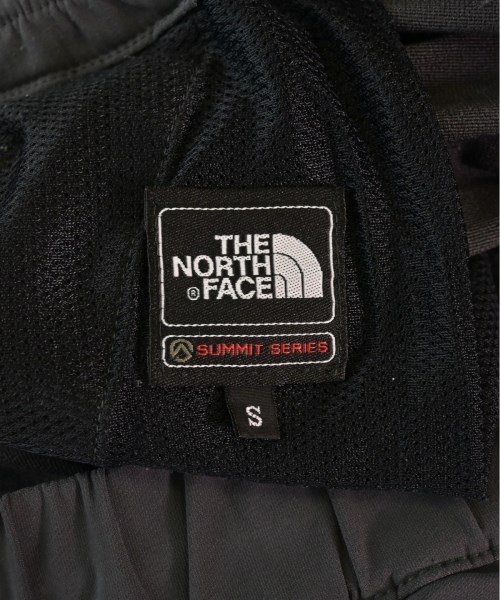 THE
NORTH
® FACE
SUMMIT SERIES
S